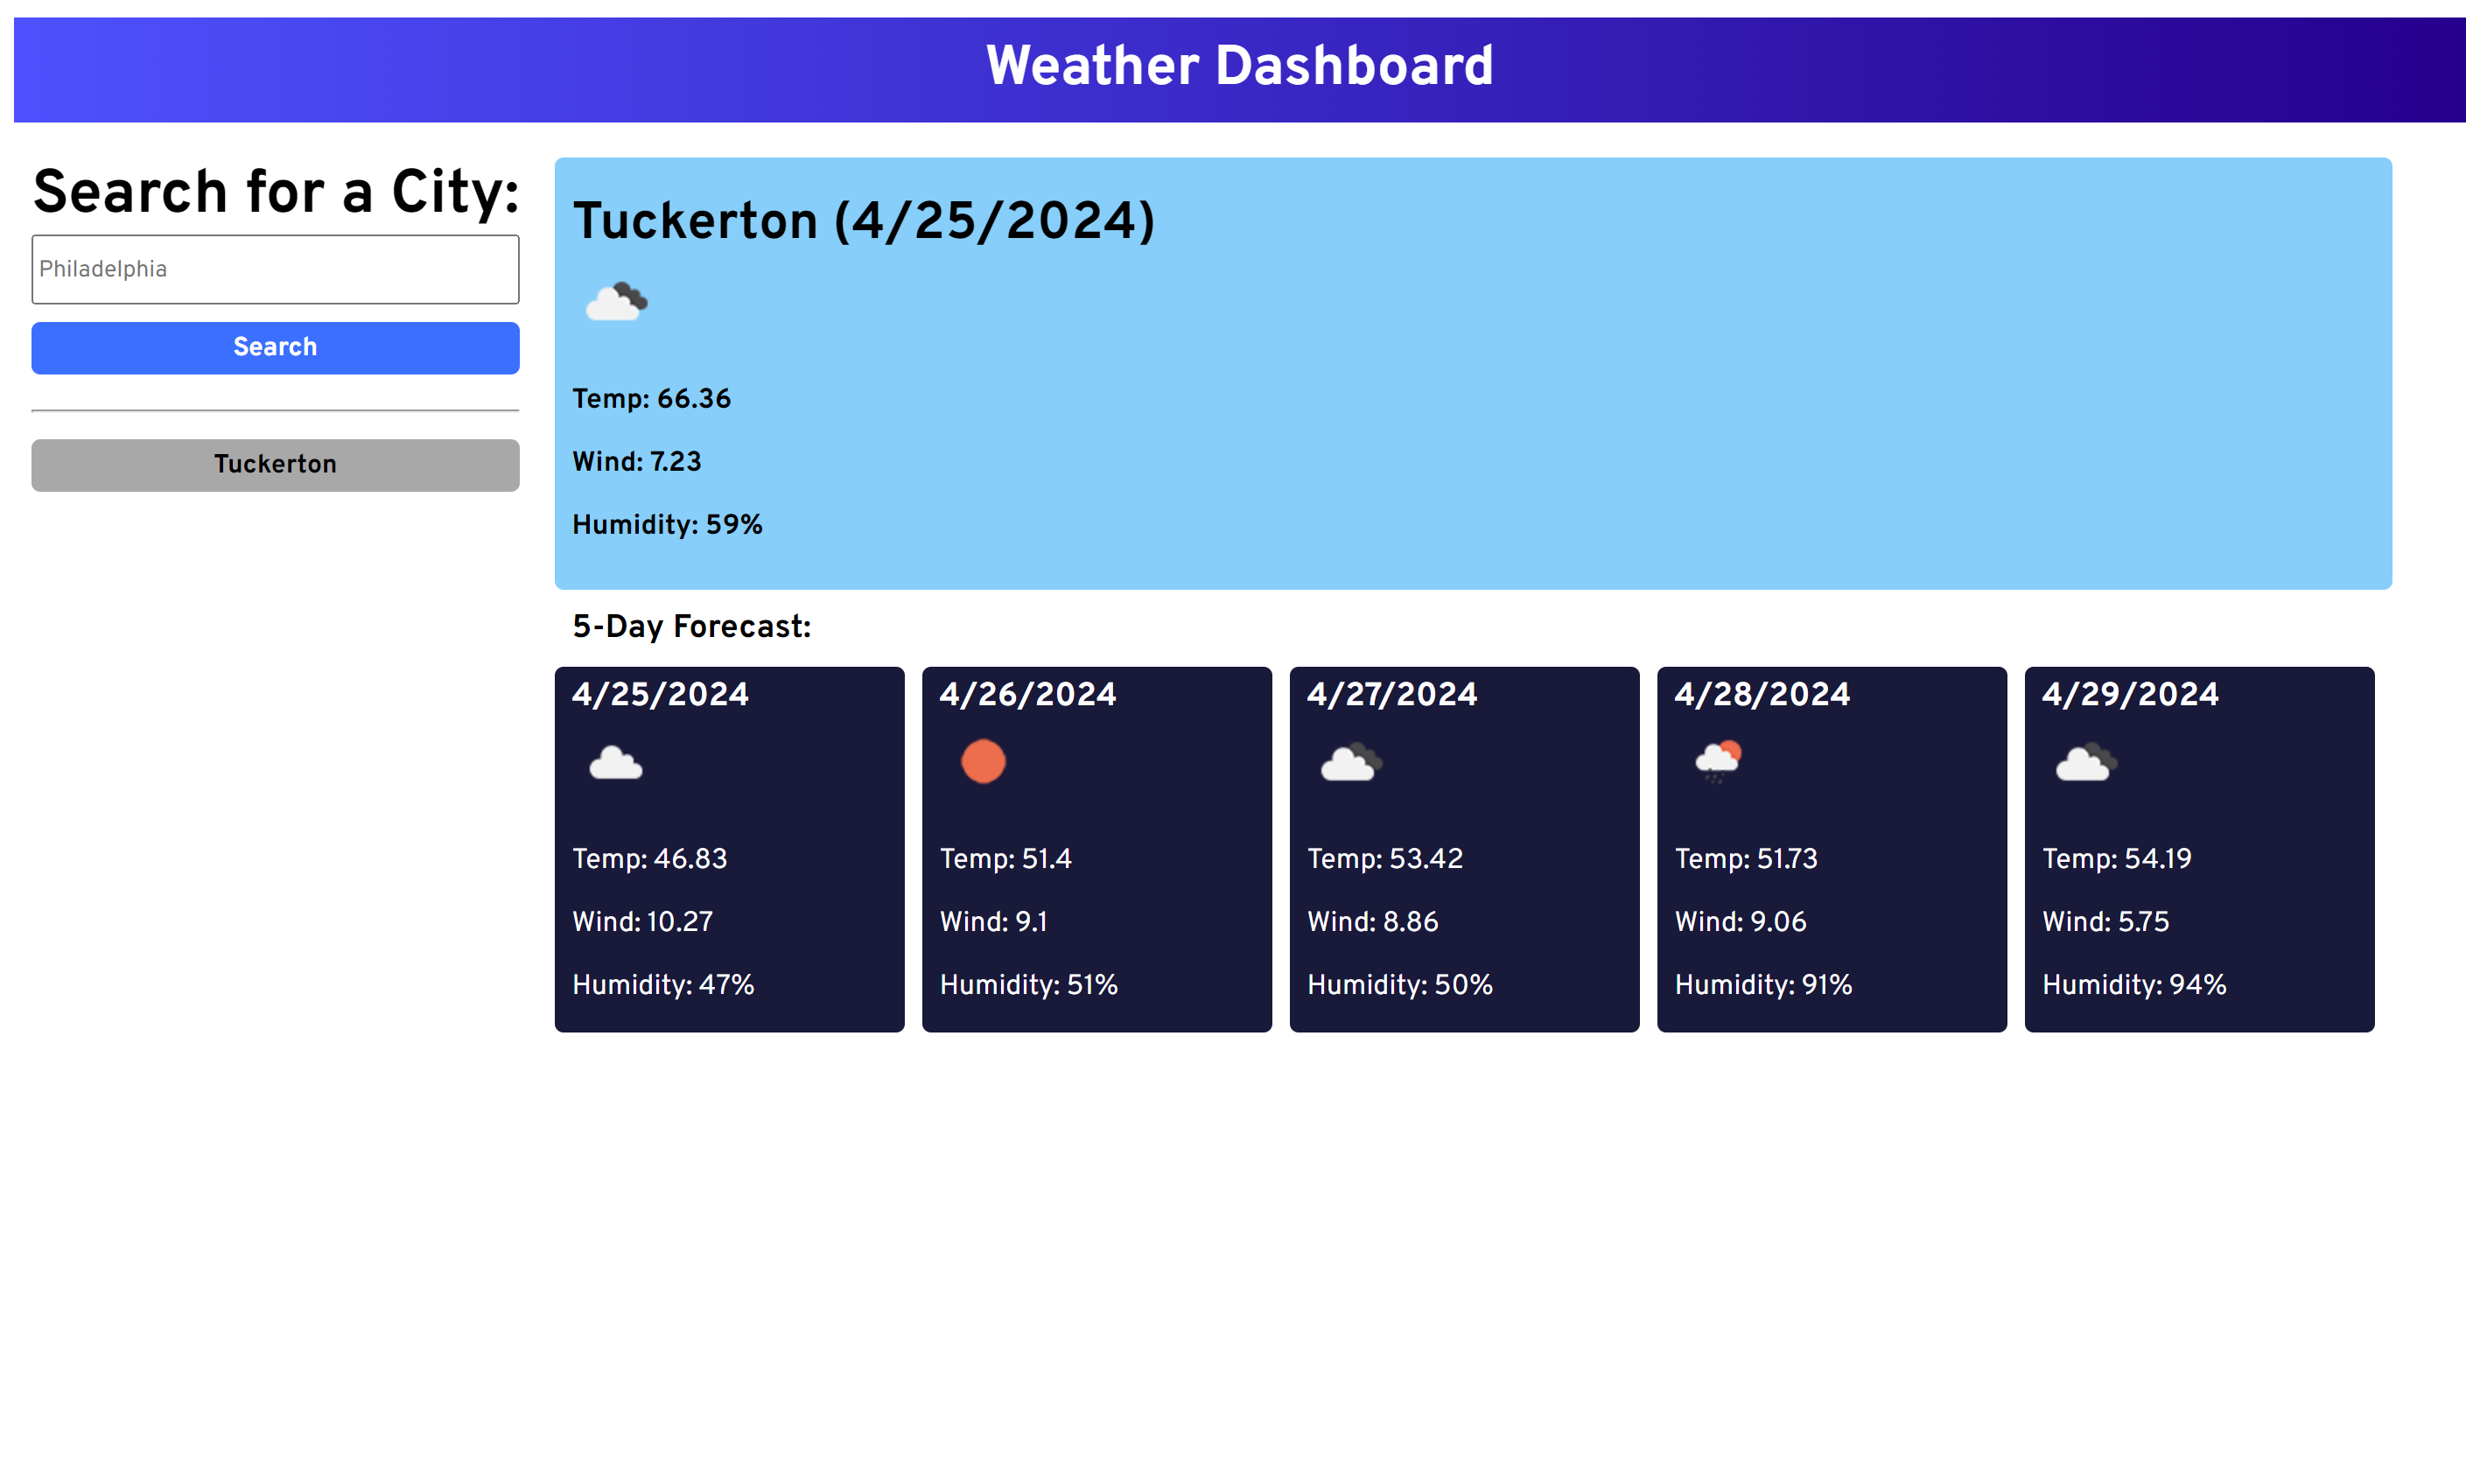 Weather Dashboard
Search for a City:
Philadelphia
Search
Tuckerton
Tuckerton (4/25/2024)
Temp: 66.36
Wind: 7.23
Humidity: 59%
5-Day Forecast:
4/25/2024
Temp: 46.83
Wind: 10.27
Humidity: 47%
4/26/2024
Temp: 51.4
Wind: 9.1
Humidity: 51%
4/27/2024
Temp: 53.42
Wind: 8.86
Humidity: 50%
4/28/2024
Temp: 51.73
Wind: 9.06
Humidity: 91%
4/29/2024
Temp: 54.19
Wind: 5.75
Humidity: 94%